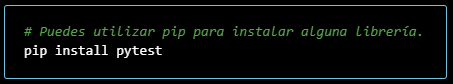 # Puedes utilizar pip para instalar alguna librería.
pip install pytest